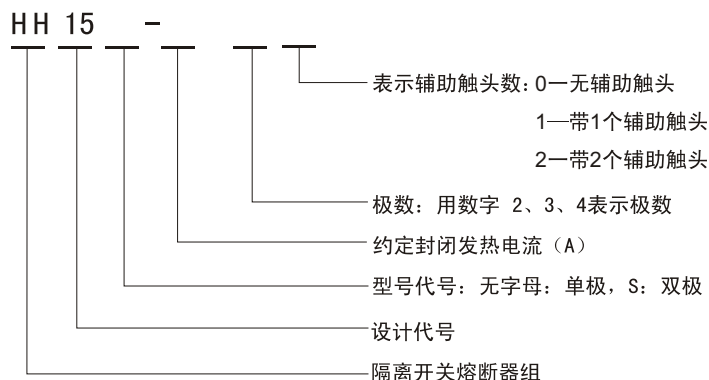 HH 15 -
表示辅助触头数：0一无辅助触头
1—带1个辅助触头
2一带2个辅助触头
极数：用数字 2、3、4表示极数
约定封闭发热电流（A）
型号代号：无字母：单极，S：双极
设计代号
隔离开关熔断器组